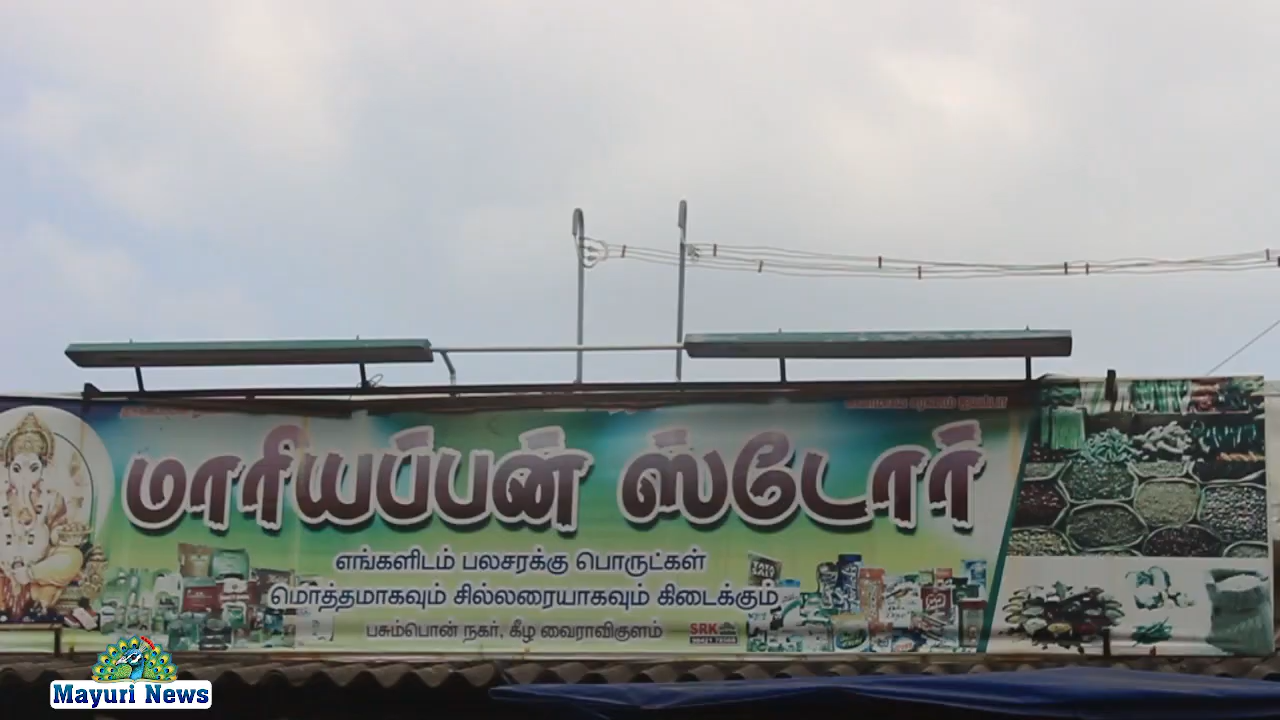 மாரியப்பன் ஸ்டோர்
எங்களிடம் பலசரக்கு பொருட்கள்
மொத்தமாகவும் சில்லரையாகவும் கிடைக்கும்
பசும்பொன் நகர், கீழ வைராவிகுளம்
SRK
Mayuri News